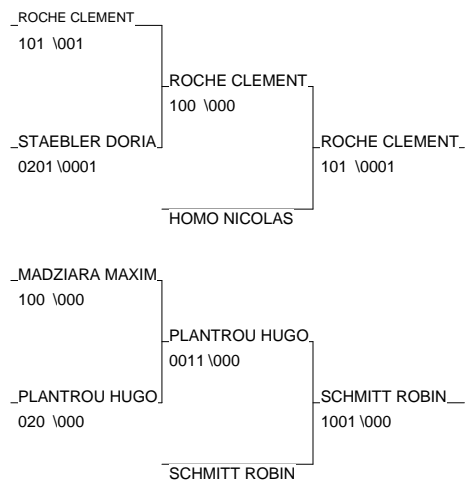 ROCHE CLEMENT
101 \001
ROCHE CLEMENT
100 \000
STAEBLER DORIA
0201 \0001
ROCHE CLEMENT
101 \0001
HOMO NICOLAS
MADZIARA MAXIM
100 \000
PLANTROU HUGO
0011 \000
PLANTROU HUGO
020 \000
SCHMITT ROBIN
1001 \000
SCHMITT ROBIN